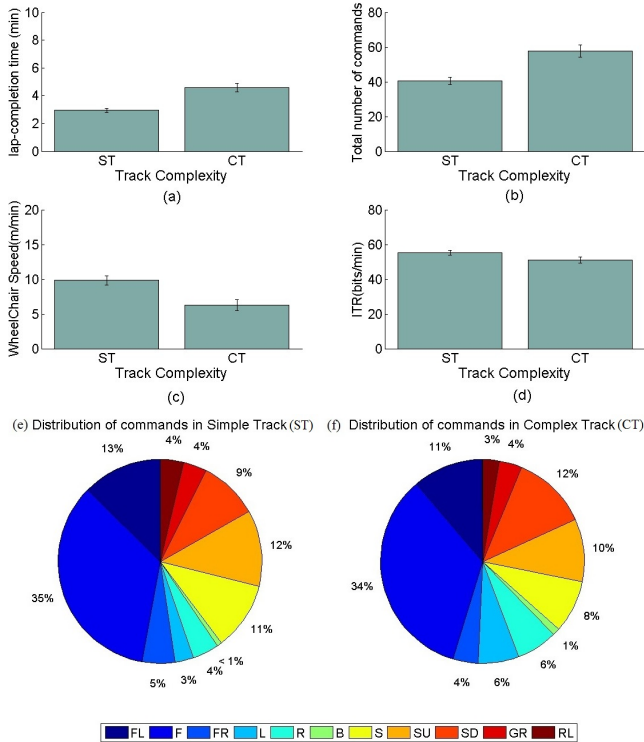 lap-completion time (min)
10
8
6
4
2
0
ST
CT
Track Complexity
(a)
Total number of commands
80
60
40
20
0
ST
CT
Track Complexity
(b)
WheelChair Speed(m/min)
20
15
10
5
0
ST
CT
Track Complexity
(c)
ITR(bits/min)
80
60
40
20
0
ST
CT
Track Complexity
(d)
(e) Distribution of commands in Simple Track (ST)
13%
4%
4%
9%
12%
11%
< 1%
4%
3%
5%
35%
(f) Distribution of commands in Complex Track (CT)
11%
3%
4%
12%
10%
8%
1%
6%
6%
4%
34%
FL F FR L R B S SU SD GR RL